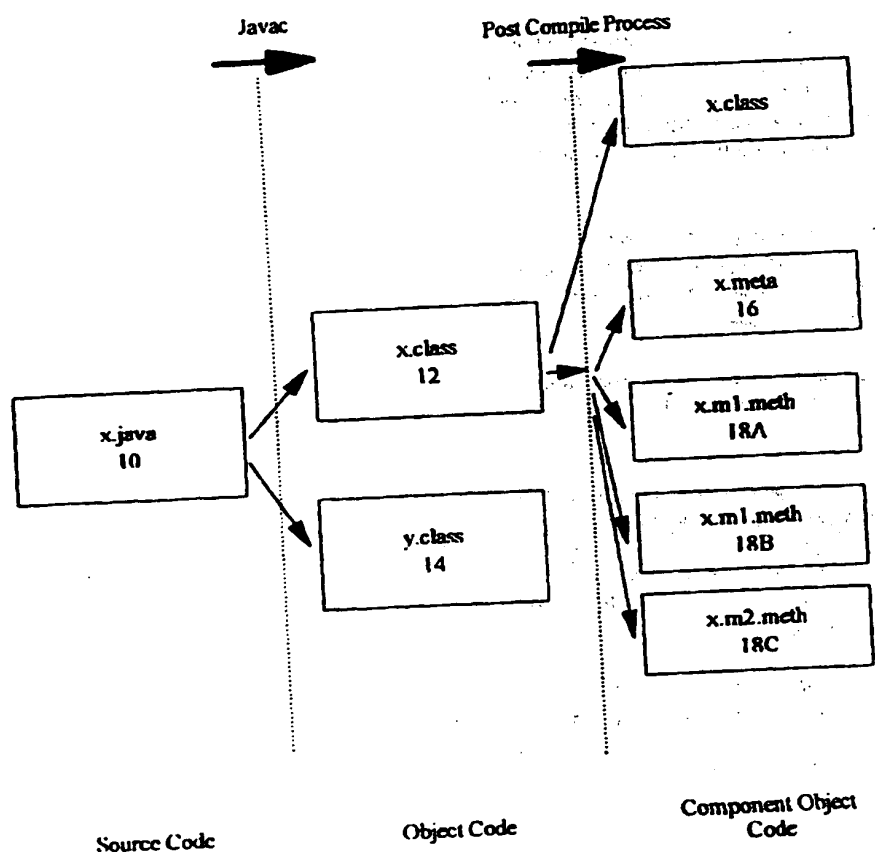 Javac
Post Compile Process
x.class
x.meta
16
x.class
12
x.java
10
x.m1.meth
18A
x.m1.meth
18B
y.class
14
x.m2.meth
18C
Source Code
Object Code
Component Object
Code